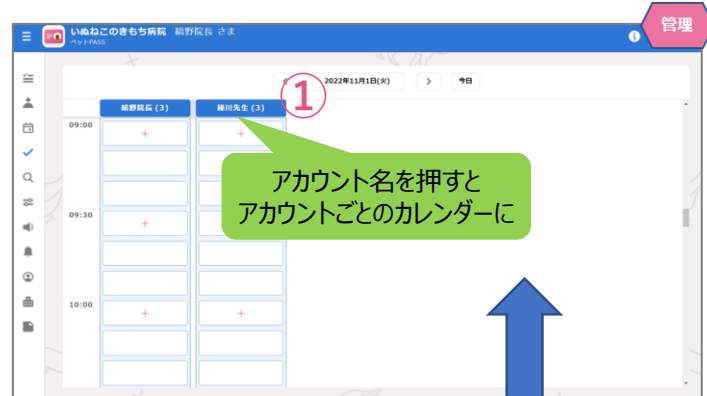 いぬねこのきもち病院 縞野院長 さま
ペットPASS
管理
2022年11月1日(火)
今日
①
縞野院長 (3)
緑川先生 (3)
09:00
アカウント名を押すと
アカウントごとのカレンダーに
09:30
10:00